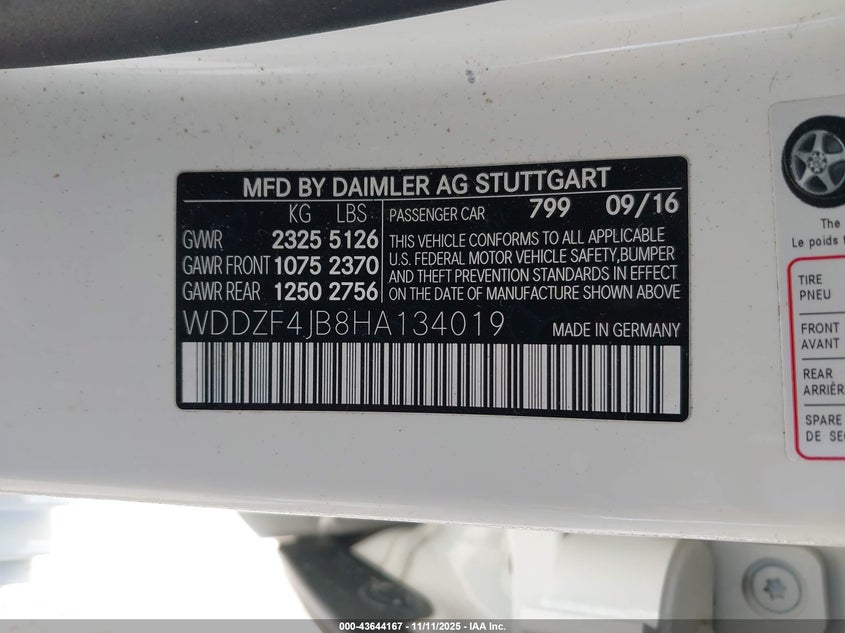 MFD BY DAIMLER AG STUTTGART
KG LBS
GVWR 2325 5126
GAWR FRONT 1075 2370
GAWR REAR 1250 2756
PASSENGER CAR 799 09/16
THIS VEHICLE CONFORMS TO ALL APPLICABLE
U.S. FEDERAL MOTOR VEHICLE SAFETY,BUMPER
AND THEFT PREVENTION STANDARDS IN EFFECT
ON THE DATE OF MANUFACTURE SHOWN ABOVE
WDDZF4JB8HA134019 MADE IN GERMANY
The
Le poids
TIRE
PNEU
FRONT
AVANT
REAR
ARRIÈR
SPARE
DE
000-43644167 - 11/11/2025 - IAA Inc.